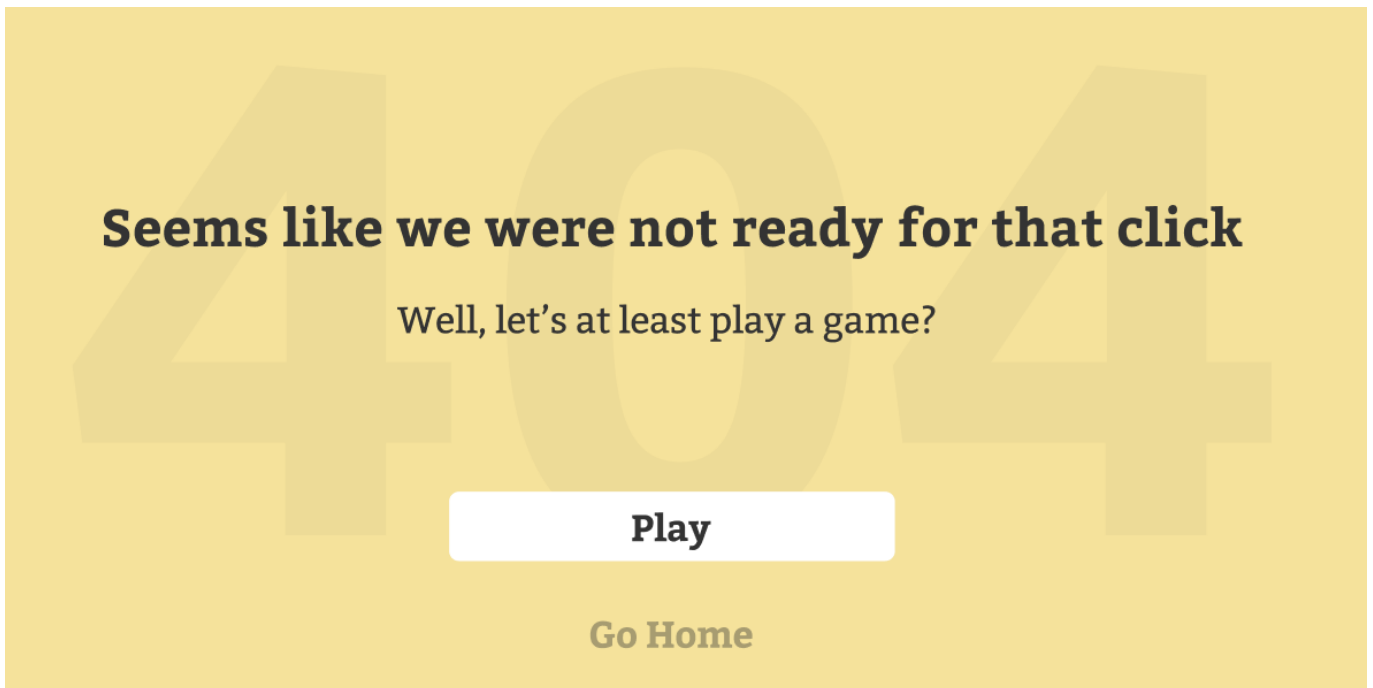 404
Seems like we were not ready for that click
Well, let’s at least play a game?
Play
Go Home